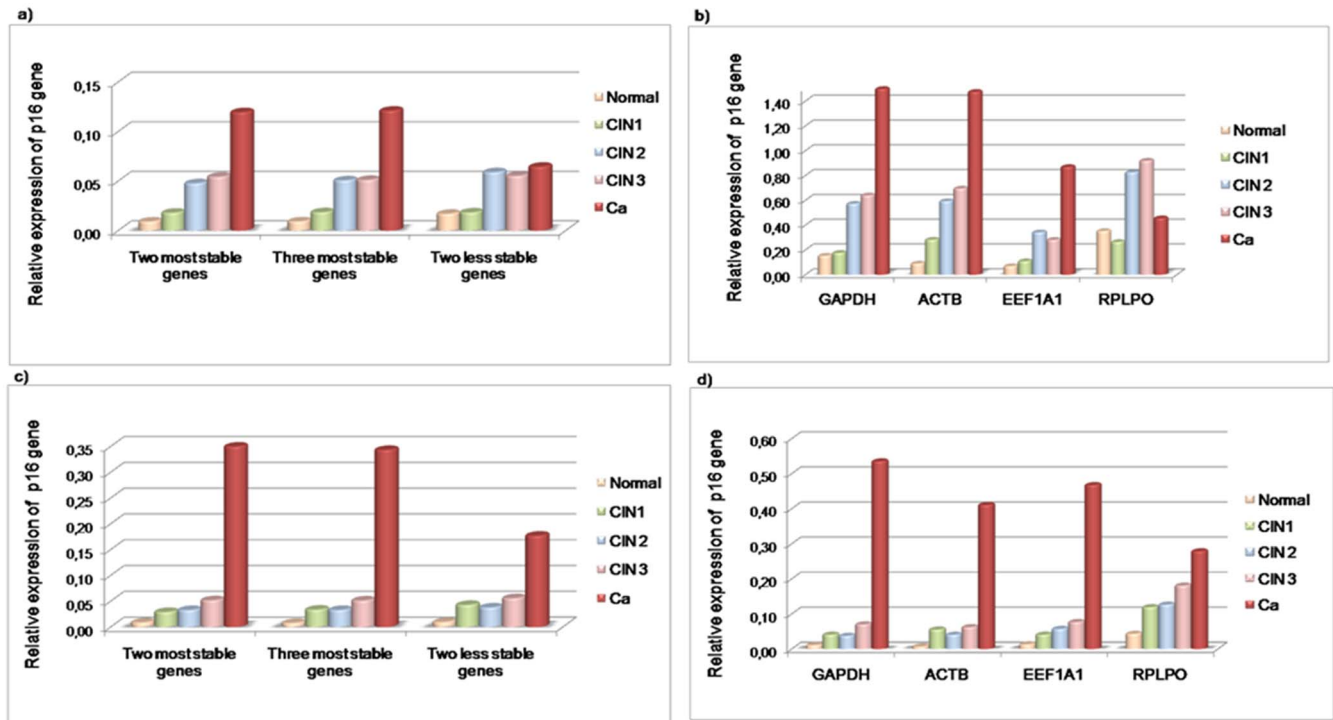 a)
Relative expression of p16 gene
0,15
0,10
0,05
0,00
Two most stable genes
Three most stable genes
Two less stable genes
Normal
CIN1
CIN 2
CIN 3
Ca
b)
Relative expression of p16 gene
1,40
1,20
1,00
0,80
0,60
0,40
0,20
0,00
GAPDH
ACTB
EEF1A1
RPLPO
Normal
CIN1
CIN 2
CIN 3
Ca
c)
Relative expression of p16 gene
0,35
0,30
0,25
0,20
0,15
0,10
0,05
0,00
Two most stable genes
Three most stable genes
Two less stable genes
Normal
CIN1
CIN 2
CIN 3
Ca
d)
Relative expression of p16 gene
0,60
0,50
0,40
0,30
0,20
0,10
0,00
GAPDH
ACTB
EEF1A1
RPLPO
Normal
CIN1
CIN 2
CIN 3
Ca